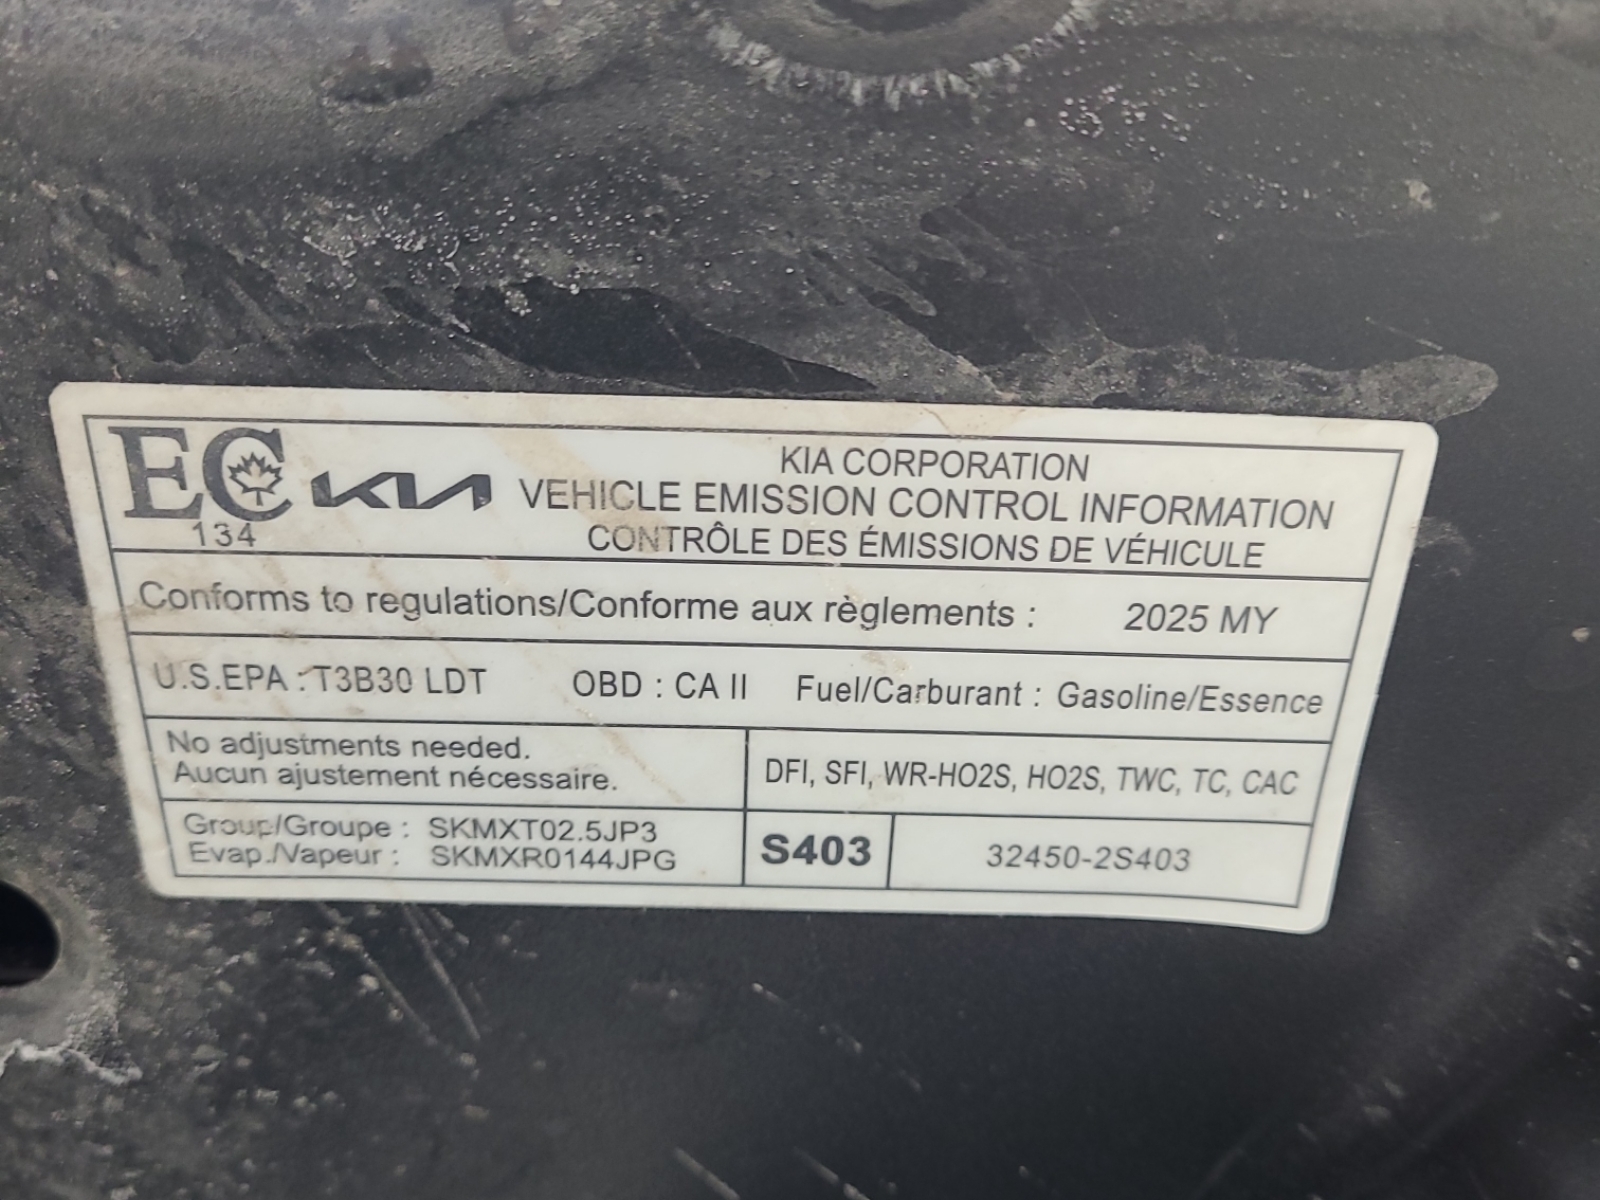 EC KIA
134
KIA CORPORATION
VEHICLE EMISSION CONTROL INFORMATION
CONTRÔLE DES ÉMISSIONS DE VÉHICULE
Conforms to regulations/Conforme aux règlements : 2025 MY
U.S.EPA : T3B30 LDT OBD : CA II Fuel/Carburant : Gasoline/Essence
No adjustments needed.
Aucun ajustement nécessaire.
DFI, SFI, WR-HO2S, HO2S, TWC, TC, CAC
Group/Groupe : SKMXT02.5JP3
Evap./Vapeur : SKMXR0144JPG
S403
32450-2S403